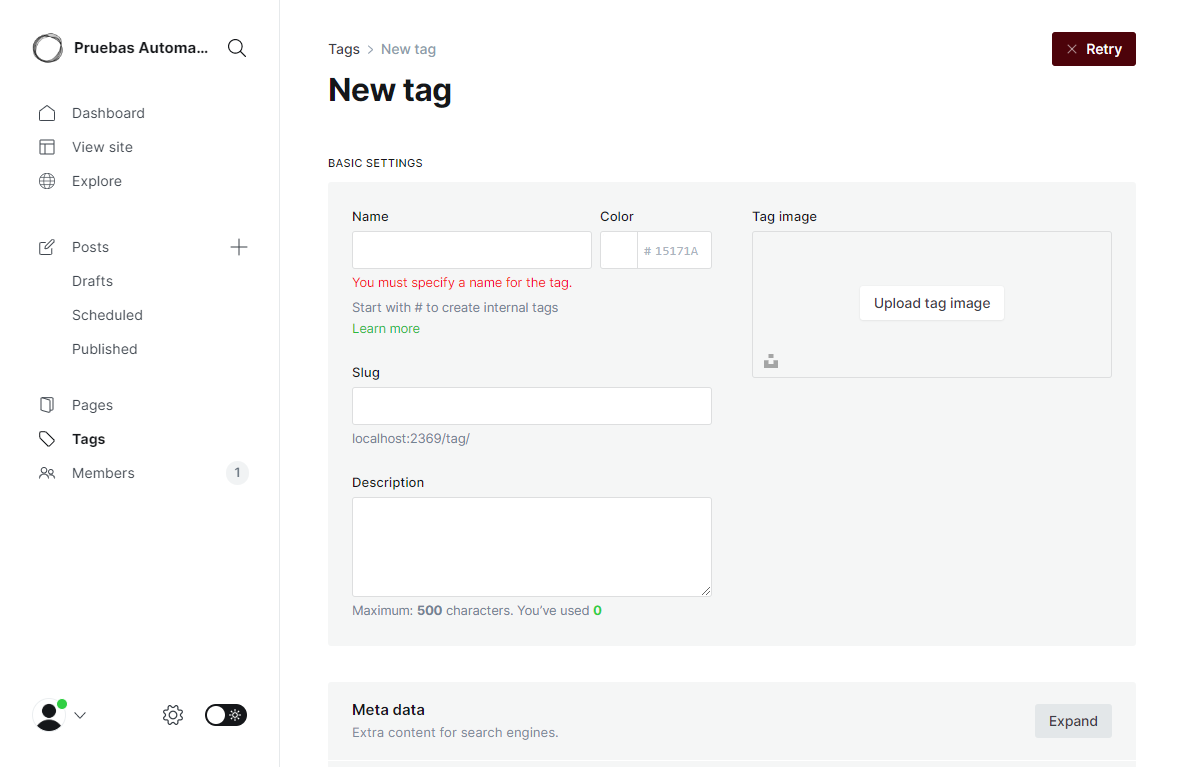 Pruebas Automa...
Dashboard
View site
Explore
Posts
Drafts
Scheduled
Published
Pages
Tags
Members 1
Tags > New tag
Retry
New tag
BASIC SETTINGS
Name
Color
Tag image
# 15171A
You must specify a name for the tag.
Start with # to create internal tags
Learn more
Upload tag image
Slug
localhost:2369/tag/
Description
Maximum: 500 characters. You’ve used 0
Meta data
Extra content for search engines.
Expand